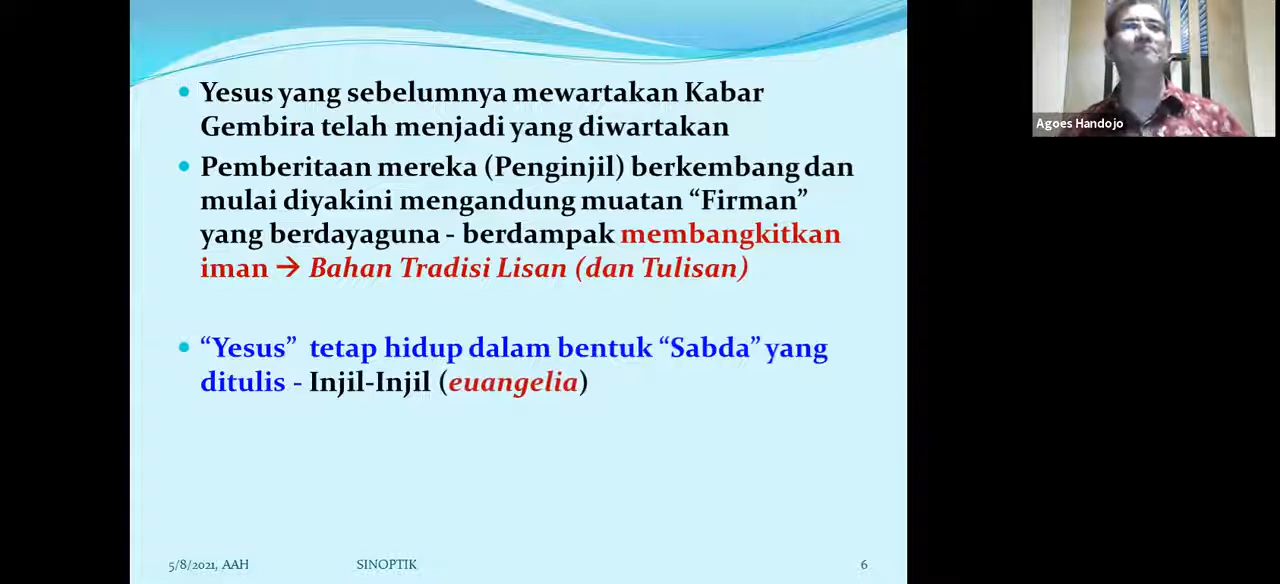 Yesus yang sebelumnya mewartakan Kabar
Gembira telah menjadi yang diwartakan
Pemberitaan mereka (Penginjil) berkembang dan
mulai diyakini mengandung muatan “Firman”
yang berdayaguna - berdampak membangkitkan
iman → Bahan Tradisi Lisan (dan Tulisan)
“Yesus” tetap hidup dalam bentuk “Sabda” yang
ditulis - Injil-Injil (euangelia)
5/8/2021, AAH SINOPTIK 6
Agoes Handojo